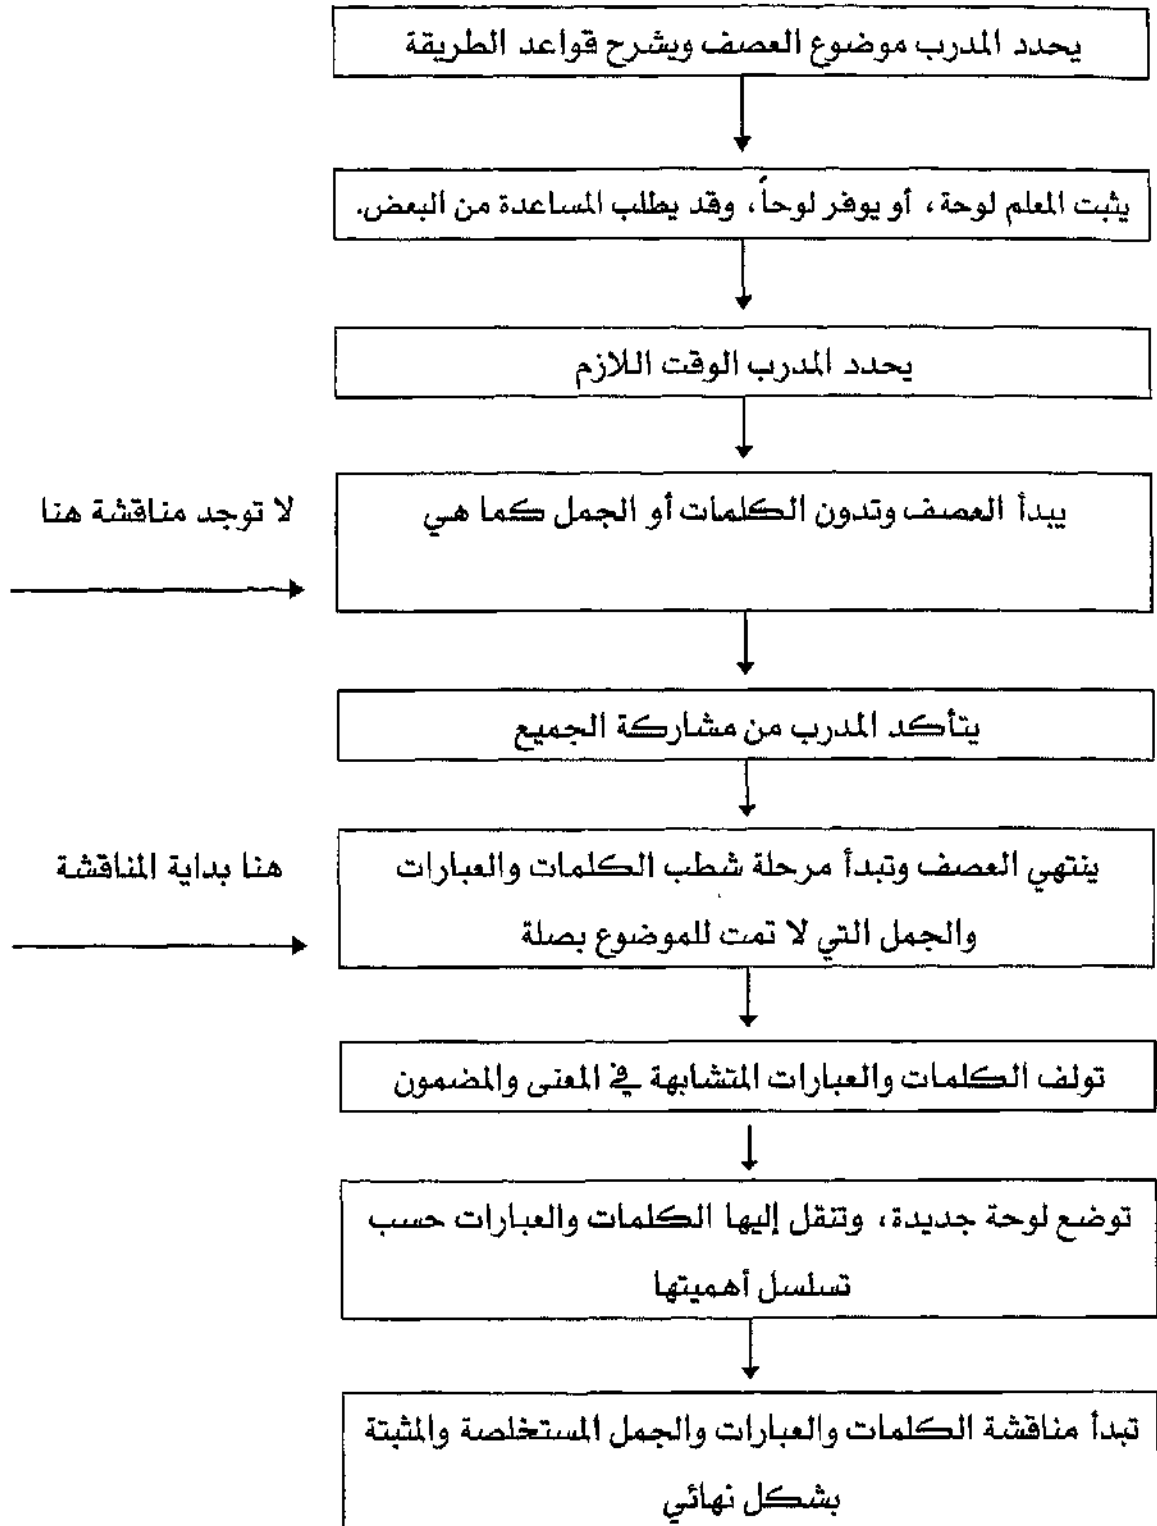 يحدد المدرب موضوع العصف ويشرح قواعد الطريقة
يثبت المعلم لوحة، أو يوفر لوحاً، وقد يطلب المساعدة من البعض.
يحدد المدرب الوقت اللازم
يبدأ العصف وتدون الكلمات أو الجمل كما هي
لا توجد مناقشة هنا
يتأكد المدرب من مشاركة الجميع
ينتهي العصف وتبدأ مرحلة شطب الكلمات والعبارات
والجمل التي لا تمت للموضوع بصلة
هنا بداية المناقشة
تولف الكلمات والعبارات المتشابهة في المعنى والمضمون
توضع لوحة جديدة، وتنقل إليها الكلمات والعبارات حسب
تسلسل أهميتها
تبدأ مناقشة الكلمات والعبارات والجمل المستخلصة والمثبتة
بشكل نهائي